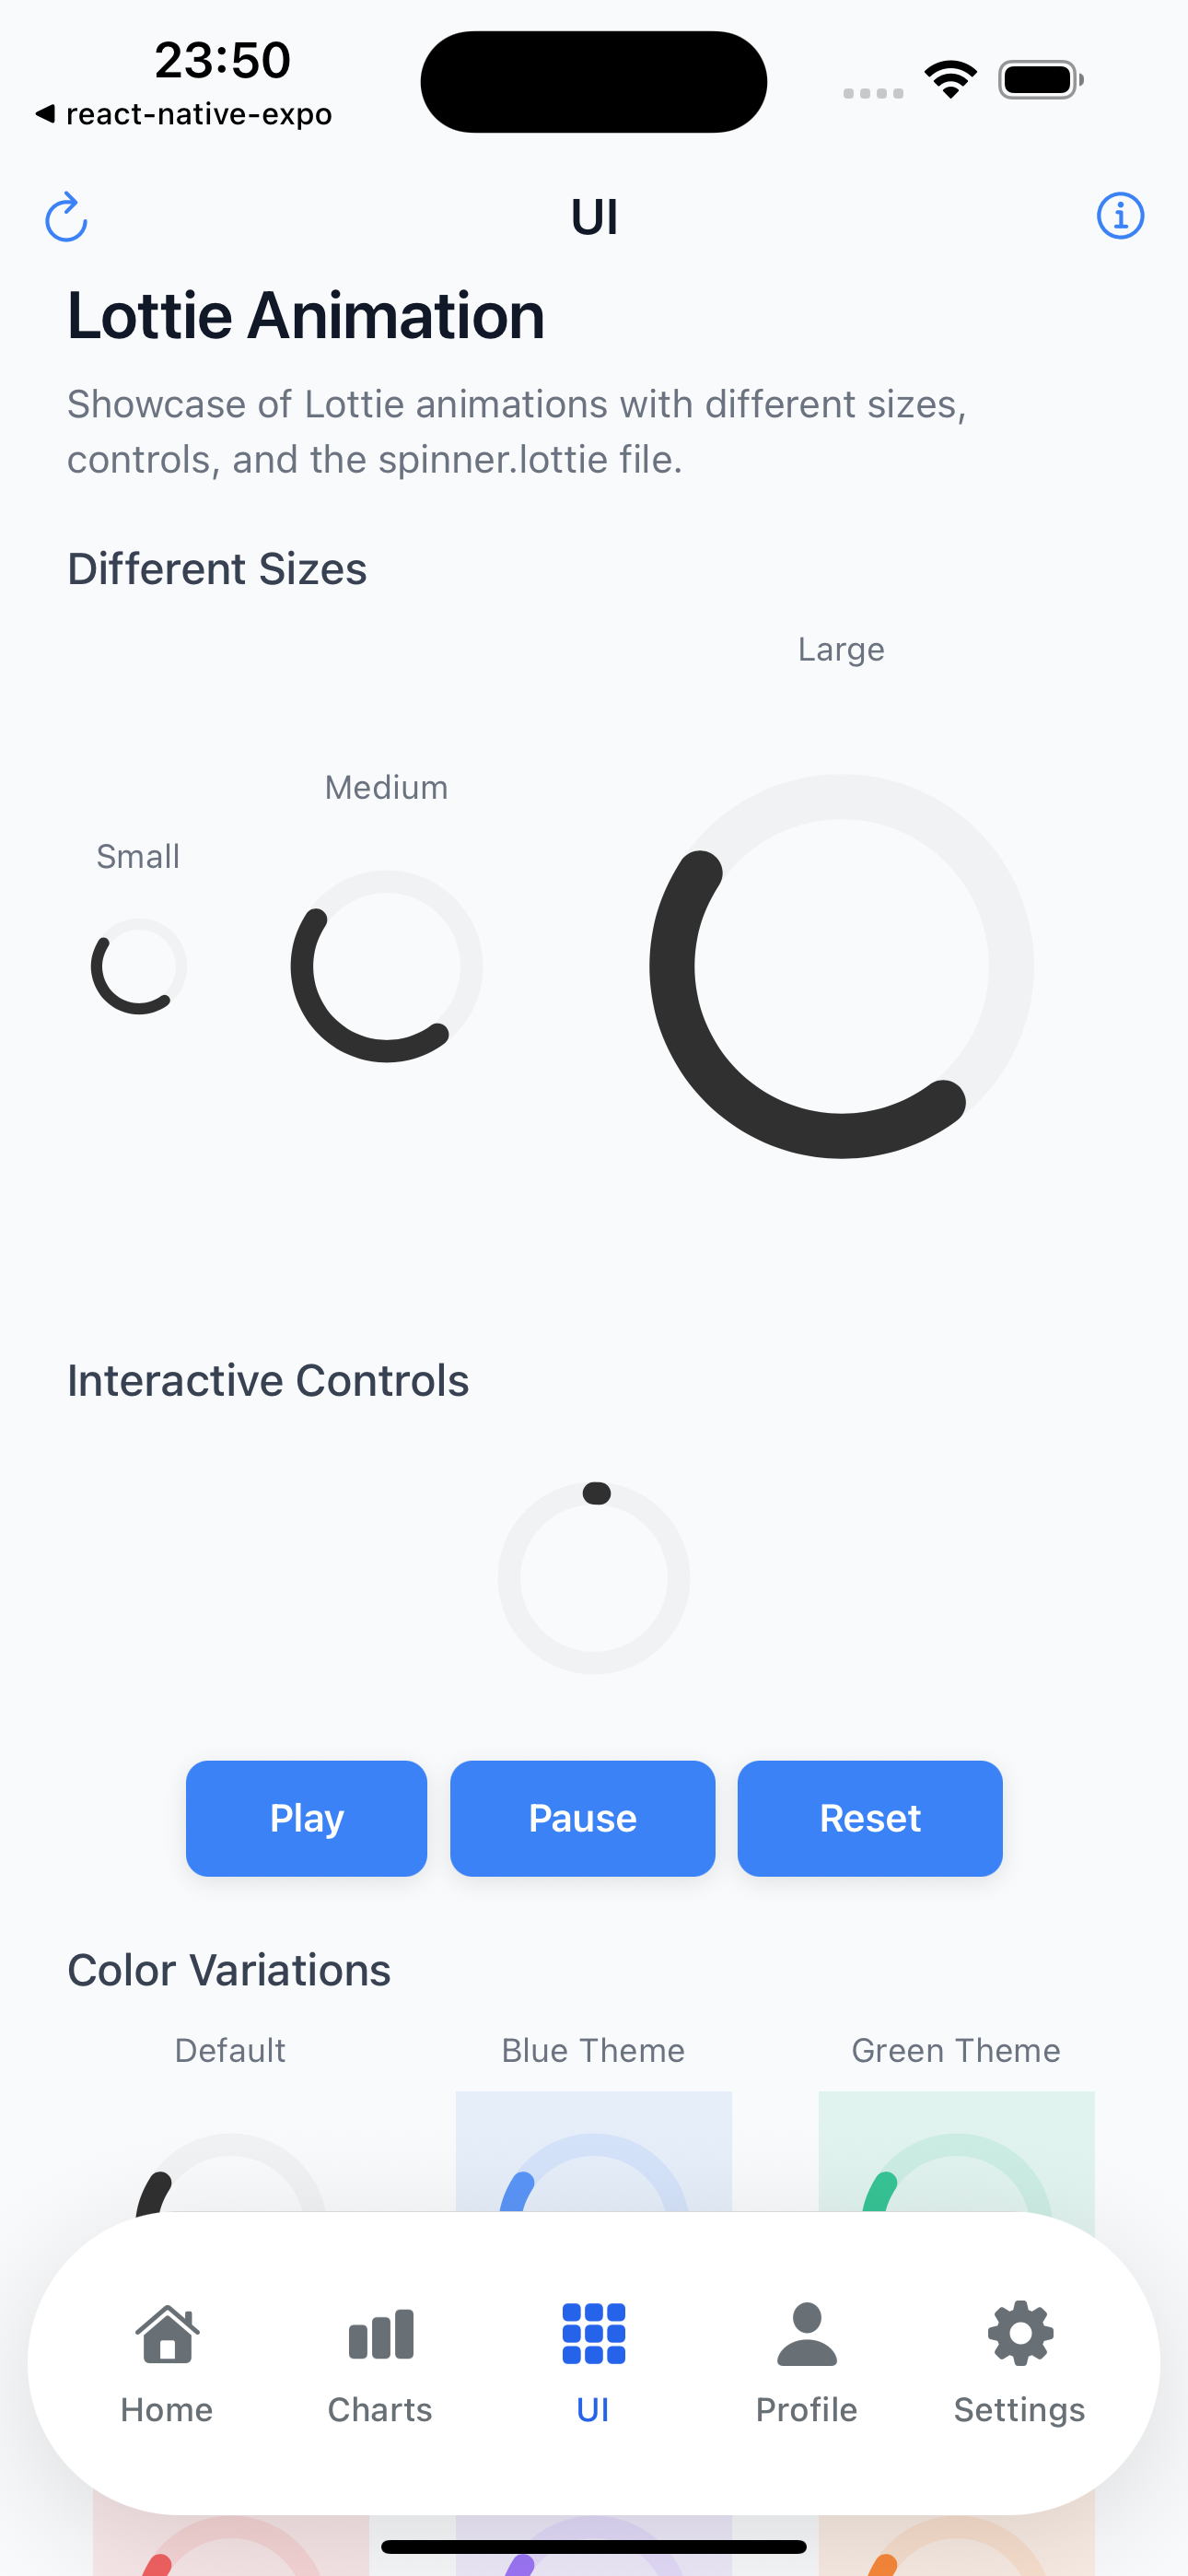 23:50
react-native-expo
UI
Lottie Animation
Showcase of Lottie animations with different sizes,
controls, and the spinner.lottie file.
Different Sizes
Large
Medium
Small
Interactive Controls
Play
Pause
Reset
Color Variations
Default
Blue Theme
Green Theme
Home
Charts
UI
Profile
Settings